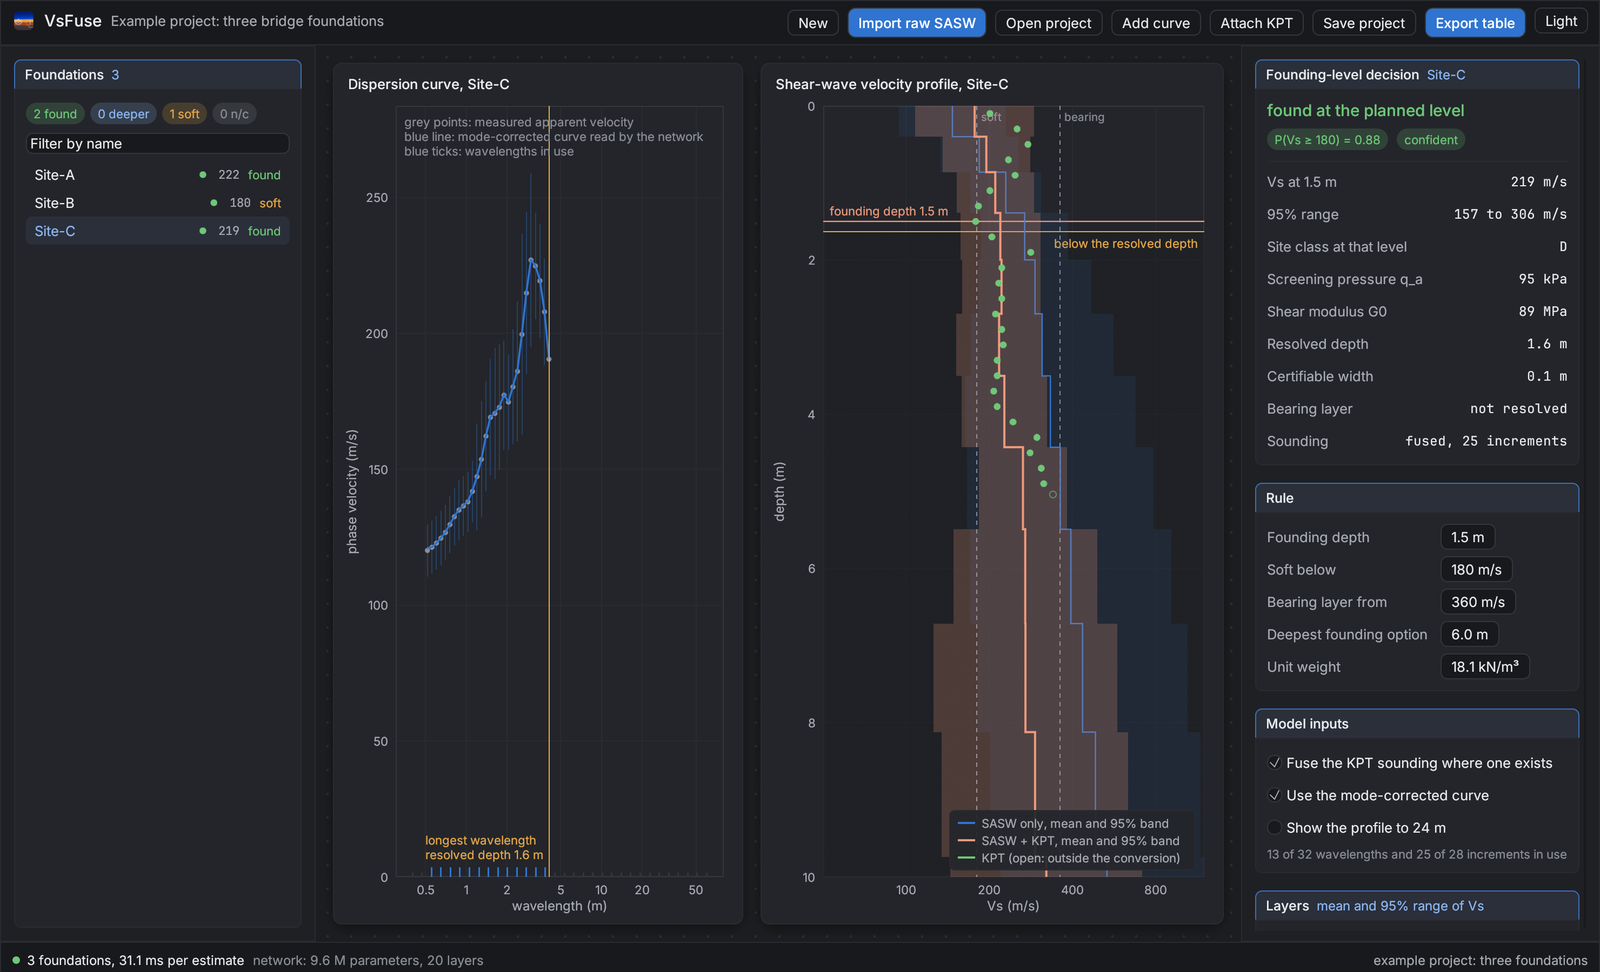 VsFuse Example project: three bridge foundations
New Import raw SASW Open project Add curve Attach KPT Save project Export table Light
Foundations 3
2 found 0 deeper 1 soft 0 n/c
Filter by name
Site-A 222 found
Site-B 180 soft
Site-C 219 found
Dispersion curve, Site-C
grey points: measured apparent velocity
blue line: mode-corrected curve read by the network
blue ticks: wavelengths in use
250
200
150
100
50
0
phase velocity (m/s)
longest wavelength
resolved depth 1.6 m
0.5 1 2 5 10 20 50
wavelength (m)
Shear-wave velocity profile, Site-C
soft bearing
founding depth 1.5 m
below the resolved depth
0
2
4
6
8
10
depth (m)
SASW only, mean and 95% band
SASW + KPT, mean and 95% band
KPT (open: outside the conversion)
100 200 400 800
Vs (m/s)
Founding-level decision Site-C
found at the planned level
P(Vs ≥ 180) = 0.88 confident
Vs at 1.5 m 219 m/s
95% range 157 to 306 m/s
Site class at that level D
Screening pressure q_a 95 kPa
Shear modulus G0 89 MPa
Resolved depth 1.6 m
Certifiable width 0.1 m
Bearing layer not resolved
Sounding fused, 25 increments
Rule
Founding depth 1.5 m
Soft below 180 m/s
Bearing layer from 360 m/s
Deepest founding option 6.0 m
Unit weight 18.1 kN/m³
Model inputs
Fuse the KPT sounding where one exists
Use the mode-corrected curve
Show the profile to 24 m
13 of 32 wavelengths and 25 of 28 increments in use
Layers mean and 95% range of Vs
3 foundations, 31.1 ms per estimate network: 9.6 M parameters, 20 layers
example project: three foundations